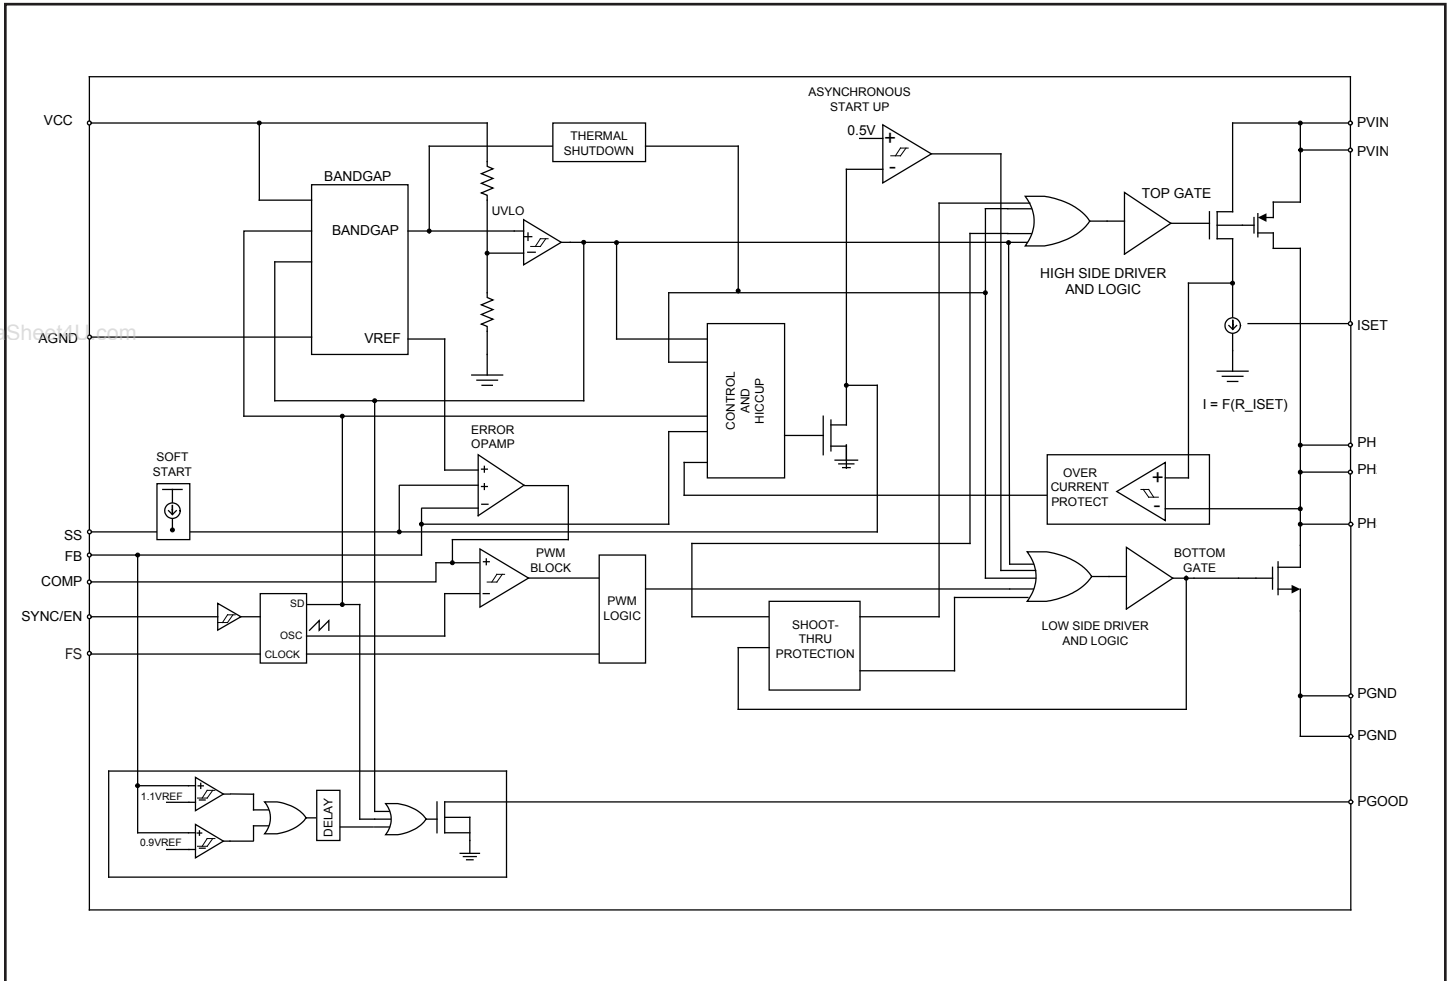 ASYNCHRONOUS
START UP
VCC
0.5V
+
-
PVIN
THERMAL
SHUTDOWN
PVIN
BANDGAP
TOP GATE
UVLO
BANDGAP
+
−
HIGH SIDE DRIVER
AND LOGIC
eSheet4U.com
AGND
VREF
ISET
CONTROL
AND
HICCUP
I = F(R_ISET)
ERROR
OPAMP
PH
SOFT
START
+
+
−
OVER
CURRENT
PROTECT
+
-
PH
SS
PH
FB
COMP
+
−
PWM
BLOCK
BOTTOM
GATE
SYNC/EN
SD
OSC
CLOCK
PWM
LOGIC
SHOOT-
THRU
PROTECTION
LOW SIDE DRIVER
AND LOGIC
FS
PGND
PGND
1.1VREF
+
DELAY
PGOOD
0.9VREF
+